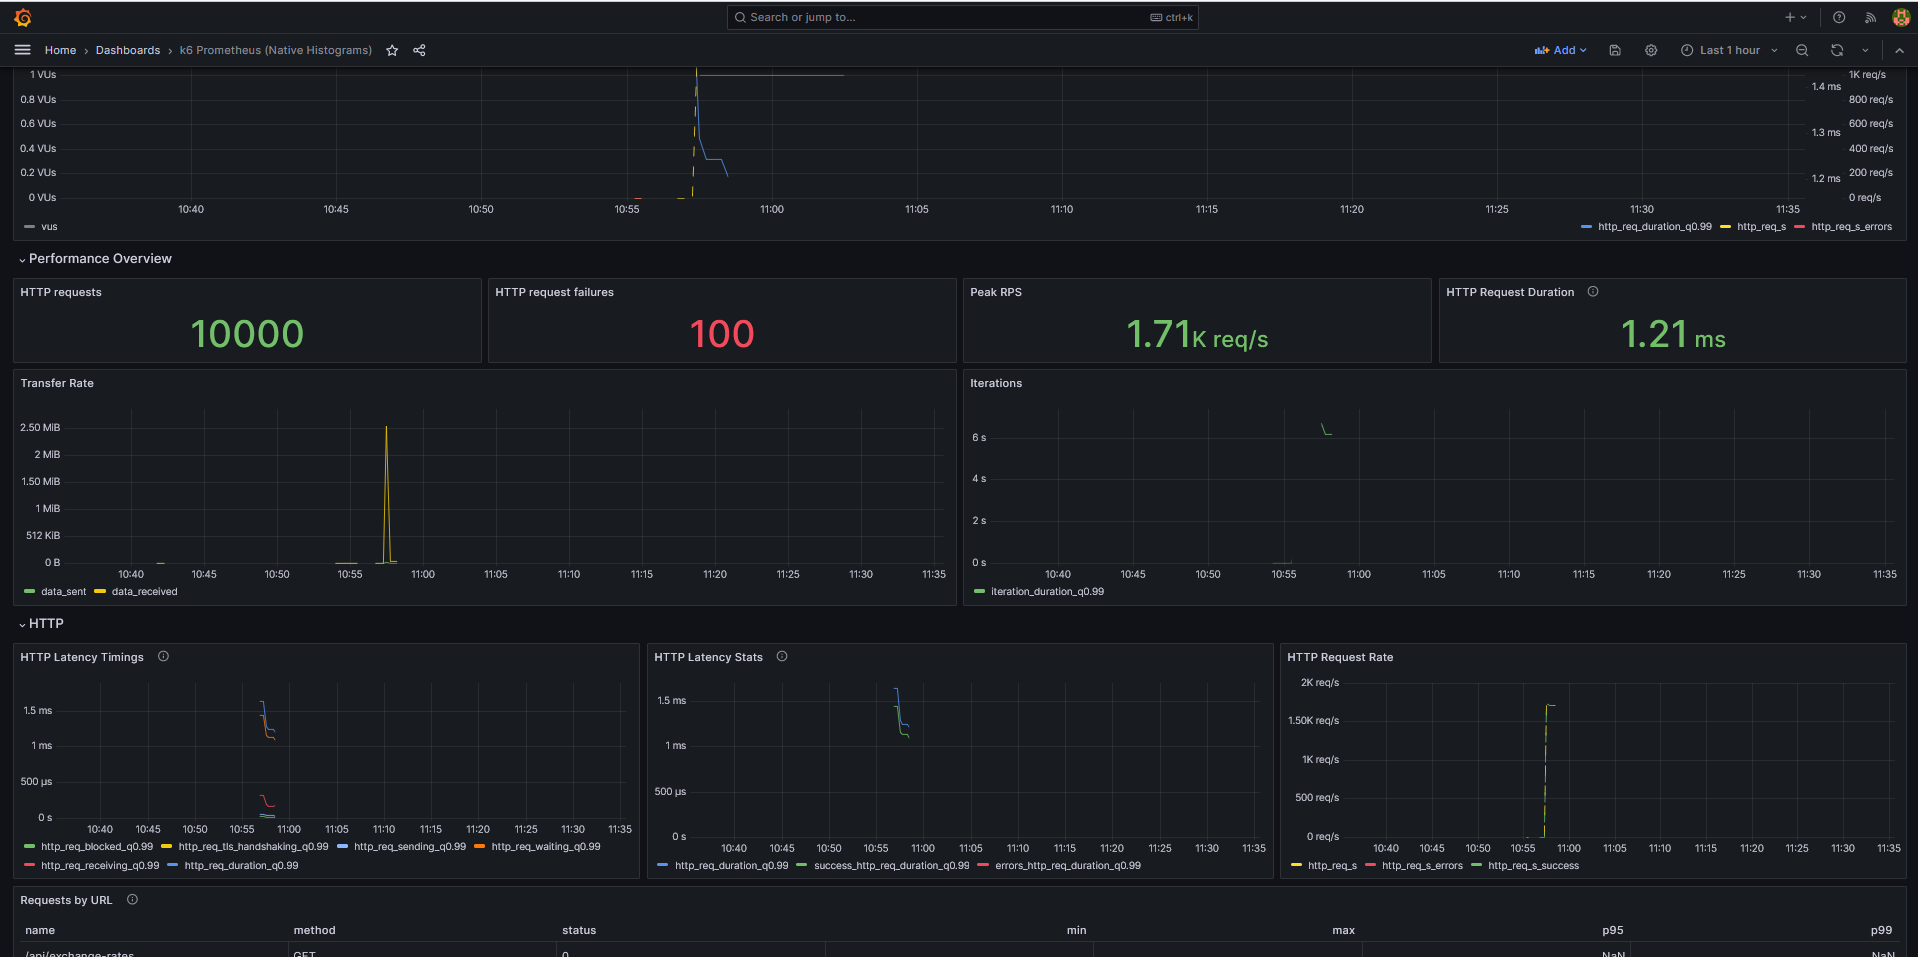 Search or jump to...
ctrl+k
Home › Dashboards › k6 Prometheus (Native Histograms)
Add
Last 1 hour
1 VUs
0.8 VUs
0.6 VUs
0.4 VUs
0.2 VUs
0 VUs
1.4 ms
1.3 ms
1.2 ms
1K req/s
800 req/s
600 req/s
400 req/s
200 req/s
0 req/s
10:40 10:45 10:50 10:55 11:00 11:05 11:10 11:15 11:20 11:25 11:30 11:35
vus
http_req_duration_q0.99 http_req_s http_req_s_errors
Performance Overview
HTTP requests
10000
HTTP request failures
100
Peak RPS
1.71K req/s
HTTP Request Duration
1.21 ms
Transfer Rate
2.50 MiB
2 MiB
1.50 MiB
1 MiB
512 KiB
0 B
10:40 10:45 10:50 10:55 11:00 11:05 11:10 11:15 11:20 11:25 11:30 11:35
data_sent data_received
Iterations
6 s
4 s
2 s
0 s
10:40 10:45 10:50 10:55 11:00 11:05 11:10 11:15 11:20 11:25 11:30 11:35
iteration_duration_q0.99
HTTP
HTTP Latency Timings
1.5 ms
1 ms
500 µs
0 s
10:40 10:45 10:50 10:55 11:00 11:05 11:10 11:15 11:20 11:25 11:30 11:35
http_req_blocked_q0.99 http_req_tls_handshaking_q0.99 http_req_sending_q0.99 http_req_waiting_q0.99
http_req_receiving_q0.99 http_req_duration_q0.99
HTTP Latency Stats
1.5 ms
1 ms
500 µs
0 s
10:40 10:45 10:50 10:55 11:00 11:05 11:10 11:15 11:20 11:25 11:30 11:35
http_req_duration_q0.99 success_http_req_duration_q0.99 errors_http_req_duration_q0.99
HTTP Request Rate
2K req/s
1.50K req/s
1K req/s
500 req/s
0 req/s
10:40 10:45 10:50 10:55 11:00 11:05 11:10 11:15 11:20 11:25 11:30 11:35
http_req_s http_req_s_errors http_req_s_success
Requests by URL
name method status min max p95 p99
/api/exchange-rates GET 0 NaN NaN